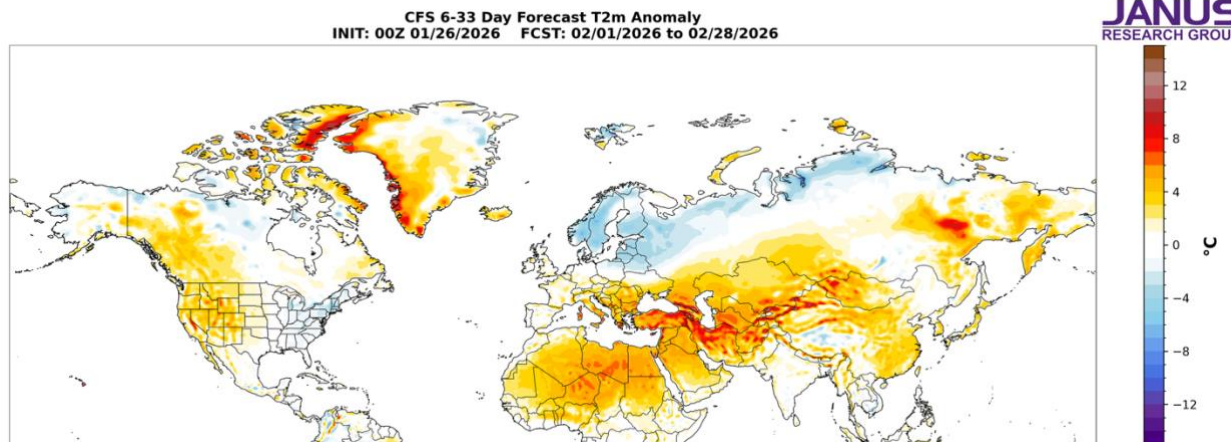 CFS 6-33 Day Forecast T2m Anomaly
INIT: 00Z 01/26/2026 FCST: 02/01/2026 to 02/28/2026
JANUS
RESEARCH GROU
12
8
4
0
−4
−8
−12
°C